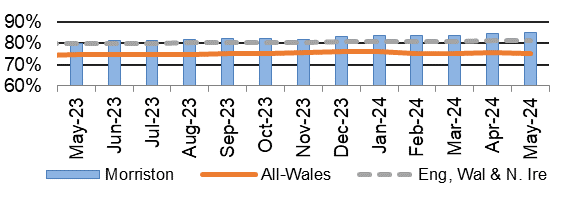 90%
80%
70%
60%
May-23
Jun-23
Jul-23
Aug-23
Sep-23
Oct-23
Nov-23
Dec-23
Jan-24
Feb-24
Mar-24
Apr-24
May-24
Morriston All-Wales Eng, Wal & N. Ire